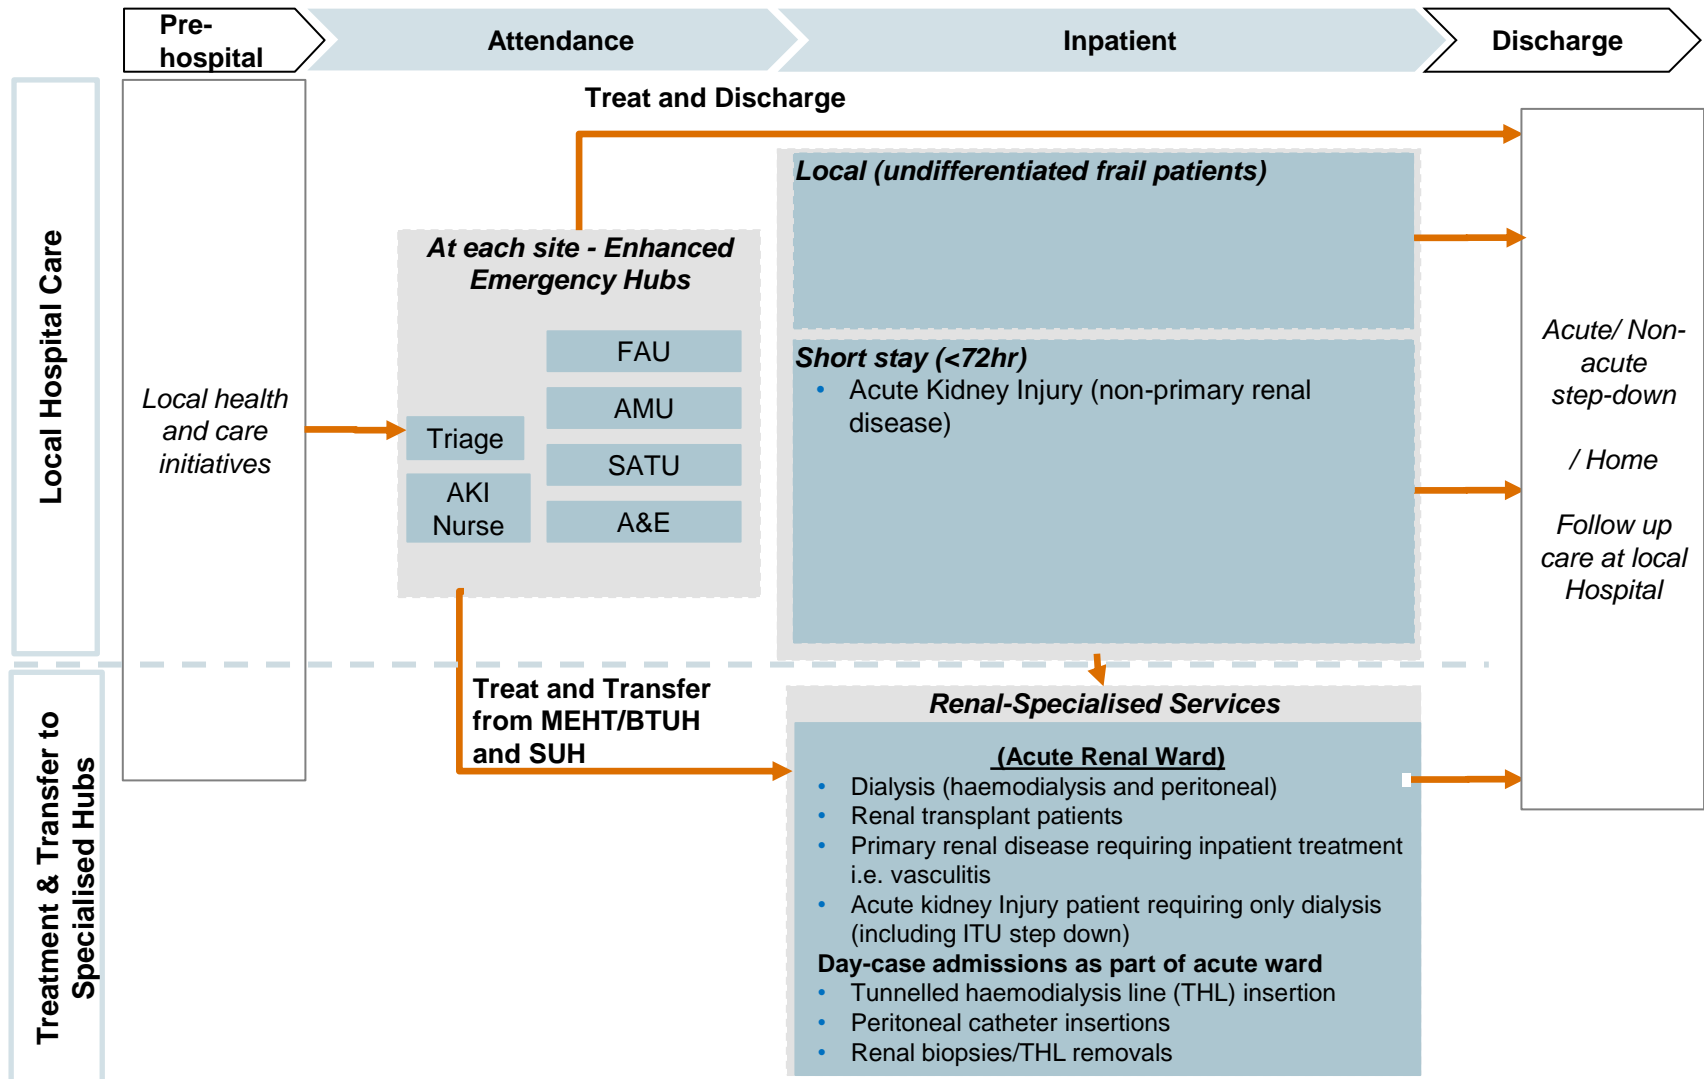 Pre-
hospital
Attendance
Inpatient
Discharge
Local Hospital Care
Treat and Discharge
Local health
and care
initiatives
At each site - Enhanced
Emergency Hubs
Triage
AKI
Nurse
FAU
AMU
SATU
A&E
Local (undifferentiated frail patients)
Short stay (<72hr)
• Acute Kidney Injury (non-primary renal
disease)
Acute/ Non-
acute
step-down
/ Home
Follow up
care at local
Hospital
Treatment & Transfer to
Specialised Hubs
Treat and Transfer
from MEHT/BTUH
and SUH
Renal-Specialised Services
(Acute Renal Ward)
• Dialysis (haemodialysis and peritoneal)
• Renal transplant patients
• Primary renal disease requiring inpatient treatment
i.e. vasculitis
• Acute kidney Injury patient requiring only dialysis
(including ITU step down)
Day-case admissions as part of acute ward
• Tunnelled haemodialysis line (THL) insertion
• Peritoneal catheter insertions
• Renal biopsies/THL removals